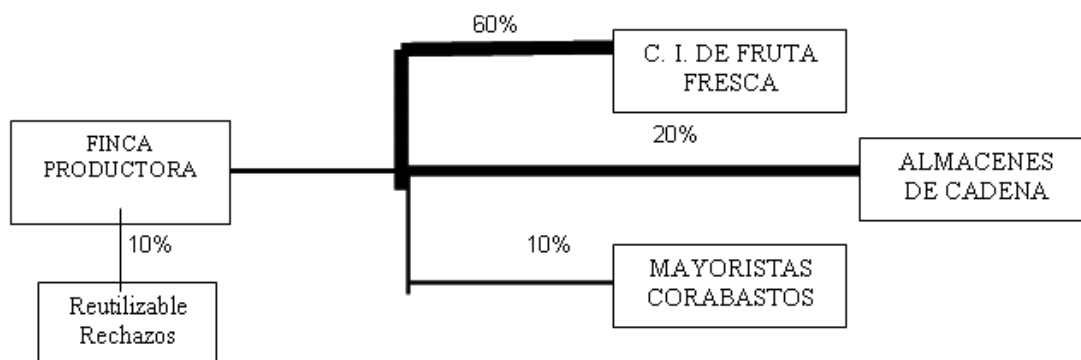 60%
C. I. DE FRUTA
FRESCA
FINCA
PRODUCTORA
20%
ALMACENES
DE CADENA
10%
10%
MAYORISTAS
CORABASTOS
Reutilizable
Rechazos